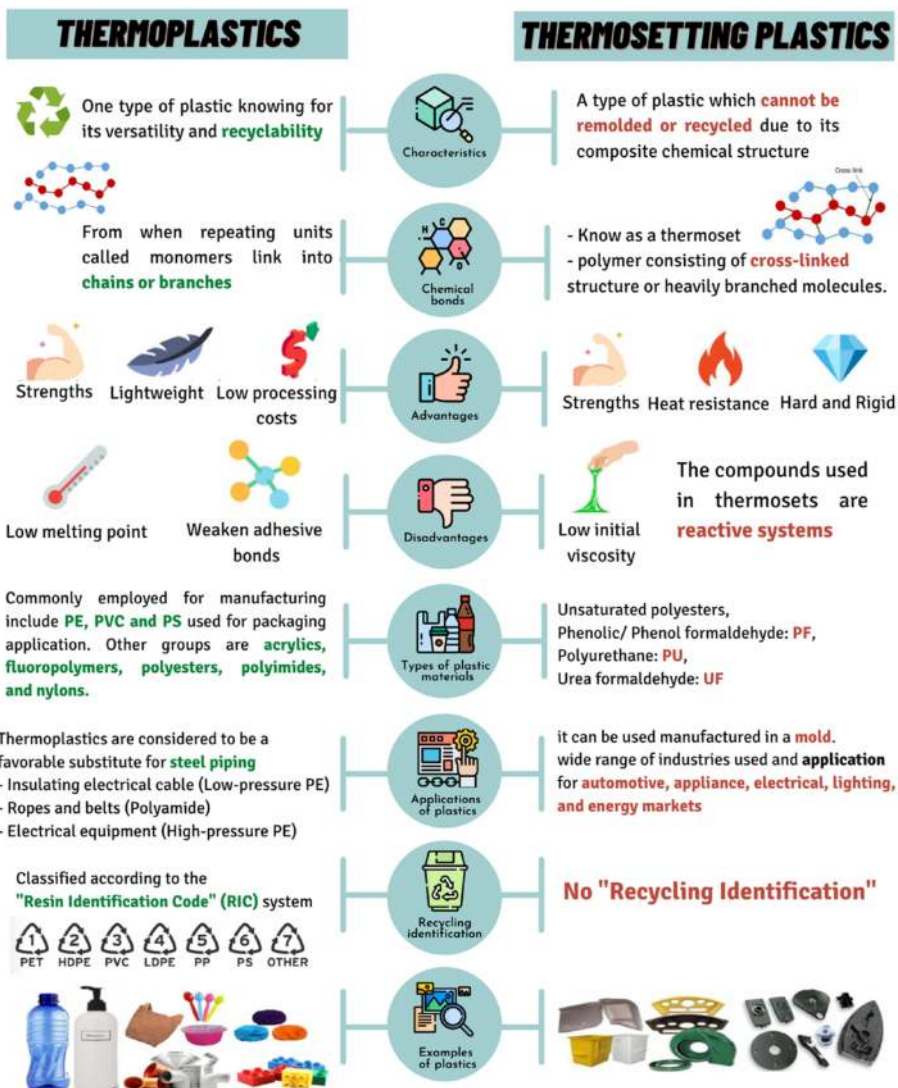 THERMOPLASTICS
THERMOSETTING PLASTICS
One type of plastic knowing for
its versatility and recyclability
Characteristics
A type of plastic which cannot be
remolded or recycled due to its
composite chemical structure
From when repeating units
called monomers link into
chains or branches
H
C
O
Chemical
bonds
Cross link
- Know as a thermoset
- polymer consisting of cross-linked
structure or heavily branched molecules.
Strengths
Lightweight
Low processing
costs
Advantages
Strengths
Heat resistance
Hard and Rigid
Low melting point
Weaken adhesive
bonds
Disadvantages
Low initial
viscosity
The compounds used
in thermosets are
reactive systems
Commonly employed for manufacturing
include PE, PVC and PS used for packaging
application. Other groups are acrylics,
fluoropolymers, polyesters, polyimides,
and nylons.
Types of plastic
materials
Unsaturated polyesters,
Phenolic/ Phenol formaldehyde: PF,
Polyurethane: PU,
Urea formaldehyde: UF
Thermoplastics are considered to be a
favorable substitute for steel piping
- Insulating electrical cable (Low-pressure PE)
- Ropes and belts (Polyamide)
- Electrical equipment (High-pressure PE)
Applications
of plastics
it can be used manufactured in a mold.
wide range of industries used and application
for automotive, appliance, electrical, lighting,
and energy markets
Classified according to the
"Resin Identification Code" (RIC) system
1 2 3 4 5 6 7
PET HDPE PVC LDPE PP PS OTHER
Recycling
identification
No "Recycling Identification"
Examples
of plastics